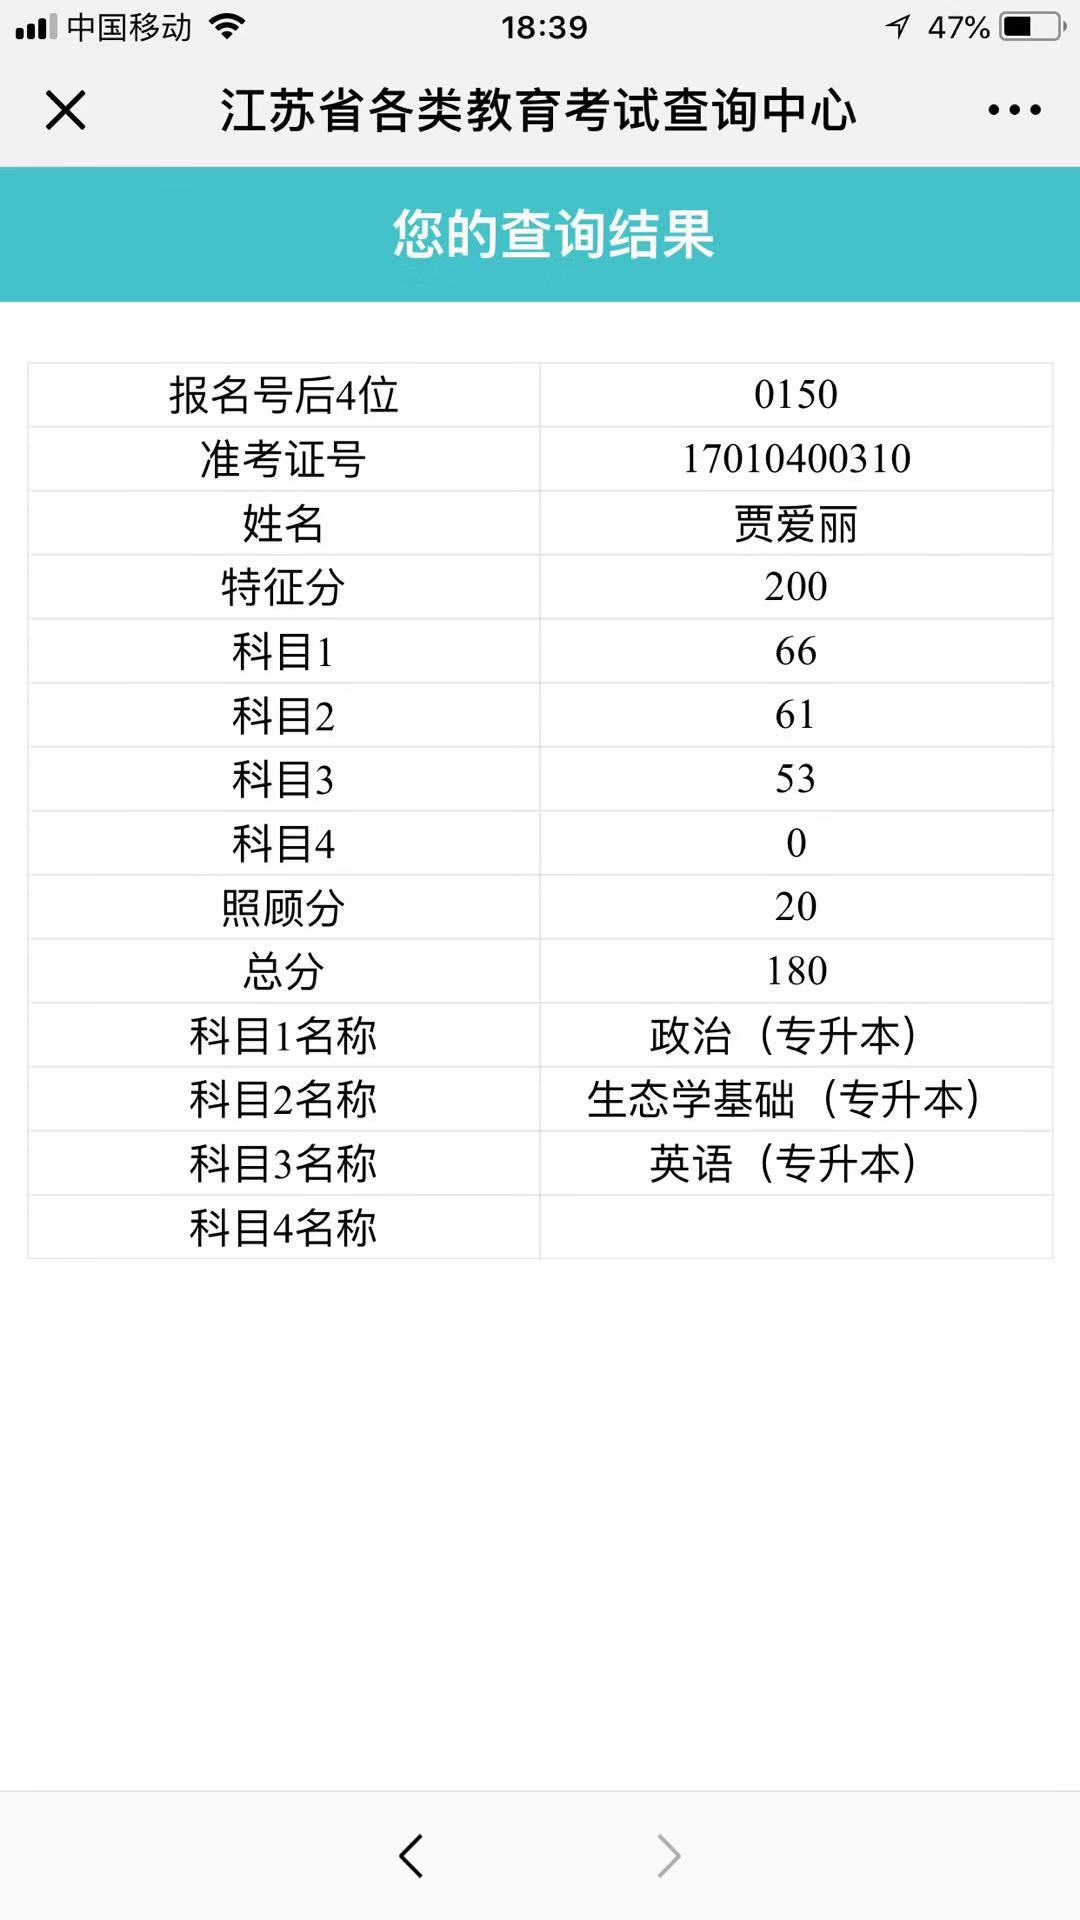 中国移动 18:39 47%
江苏省各类教育考试查询中心
您的查询结果
报名号后4位 0150
准考证号 17010400310
姓名 贾爱丽
特征分 200
科目1 66
科目2 61
科目3 53
科目4 0
照顾分 20
总分 180
科目1名称 政治（专升本）
科目2名称 生态学基础（专升本）
科目3名称 英语（专升本）
科目4名称